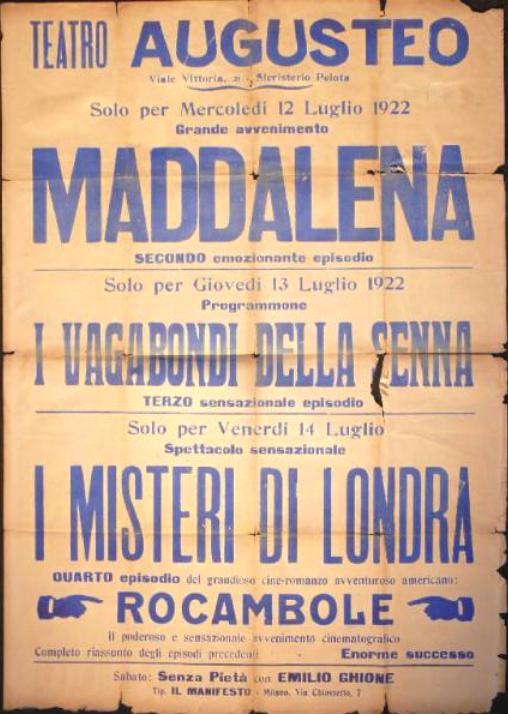 TEATRO AUGUSTEO
Viale Vittoria, 21 - Sferisterio Pelota
Solo per Mercoledi 12 Luglio 1922
Grande avvenimento
MADDALENA
SECONDO emozionante episodio
Solo per Giovedi 13 Luglio 1922
Programmone
I VAGABONDI DELLA SENNA
TERZO sensazionale episodio
Solo per Venerdi 14 Luglio
Spettacolo sensazionale
I MISTERI DI LONDRA
QUARTO episodio del grandioso cine-romanzo avventuroso americano:
ROCAMBOLE
Il poderoso e sensazionale avvenimento cinematografico
Completo riassunto degli episodi precedenti - Enorme successo
Sabato: Senza Pietà con EMILIO GHIONE
Tip. IL MANIFESTO - Milano, Via Chiossetto, 7